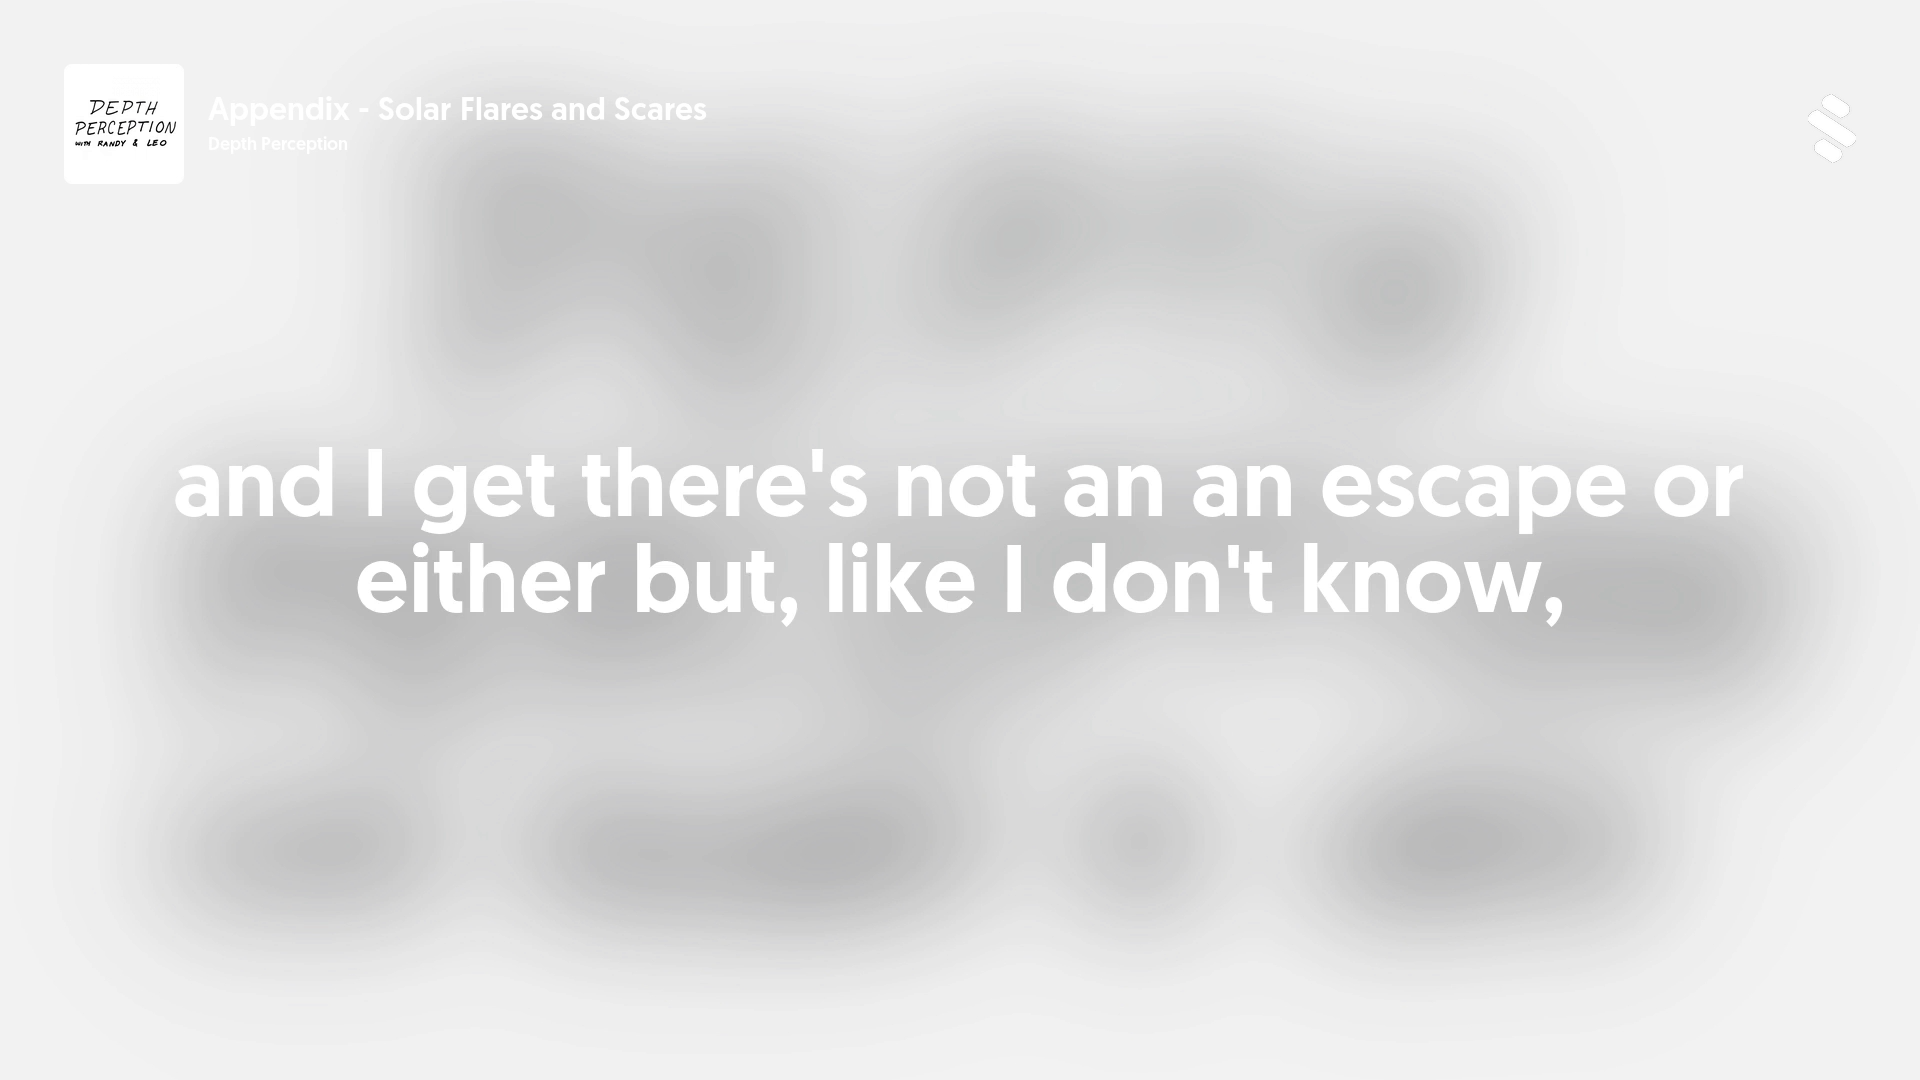 DEPTH
PERCEPTION
WITH RANDY & LEO
Appendix - Solar Flares and Scares
Depth Perception
and I get there's not an an escape or
either but, like I don't know,